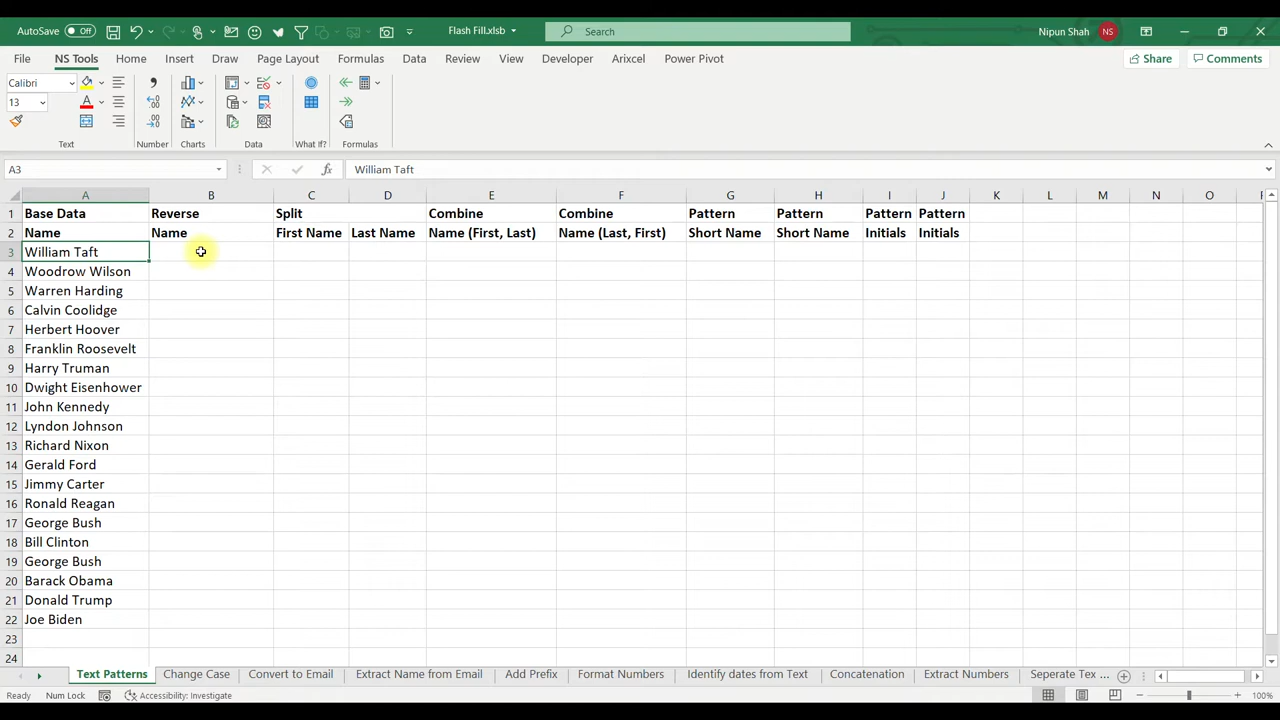 AutoSave Off Flash Fill.xlsb Search Nipun Shah NS
File NS Tools Home Insert Draw Page Layout Formulas Data Review View Developer Arixcel Power Pivot Share Comments
Calibri
13
Text Number Charts Data What If? Formulas
A3 fx William Taft
A B C D E F G H I J K L M N O
1 Base Data Reverse Split Combine Combine Pattern Pattern Pattern Pattern
2 Name Name First Name Last Name Name (First, Last) Name (Last, First) Short Name Short Name Initials Initials
3 William Taft
4 Woodrow Wilson
5 Warren Harding
6 Calvin Coolidge
7 Herbert Hoover
8 Franklin Roosevelt
9 Harry Truman
10 Dwight Eisenhower
11 John Kennedy
12 Lyndon Johnson
13 Richard Nixon
14 Gerald Ford
15 Jimmy Carter
16 Ronald Reagan
17 George Bush
18 Bill Clinton
19 George Bush
20 Barack Obama
21 Donald Trump
22 Joe Biden
23
24
Text Patterns Change Case Convert to Email Extract Name from Email Add Prefix Format Numbers Identify dates from Text Concatenation Extract Numbers Seperate Tex ...
Ready Num Lock Accessibility: Investigate 100%